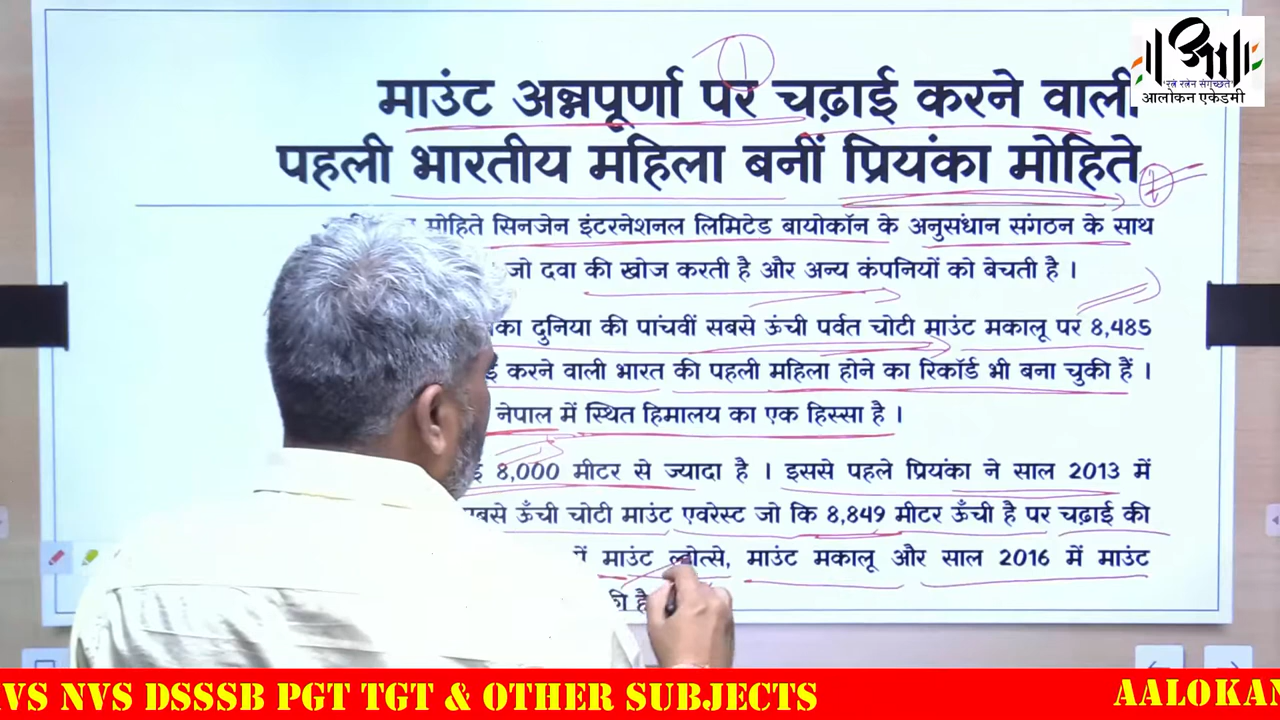 माउंट अन्नपूर्णा पर चढ़ाई करने वाली
पहली भारतीय महिला बनीं प्रियंका मोहिते
मोहिते सिनजेन इंटरनेशनल लिमिटेड बायोकॉन के अनुसंधान संगठन के साथ
जो दवा की खोज करती है और अन्य कंपनियों को बेचती है ।
दुनिया की पांचवीं सबसे ऊंची पर्वत चोटी माउंट मकालू पर 8,485
करने वाली भारत की पहली महिला होने का रिकॉर्ड भी बना चुकी हैं ।
नेपाल में स्थित हिमालय का एक हिस्सा है ।
8,000 मीटर से ज्यादा है । इससे पहले प्रियंका ने साल 2013 में
ऊँची चोटी माउंट एवरेस्ट जो कि 8,849 मीटर ऊँची है पर चढ़ाई की
में माउंट ल्होत्से, माउंट मकालू और साल 2016 में माउंट
की है
1
2
आलोकन एकेडमी
VS NVS DSSSB PGT TGT & OTHER SUBJECTS
AALOKAN